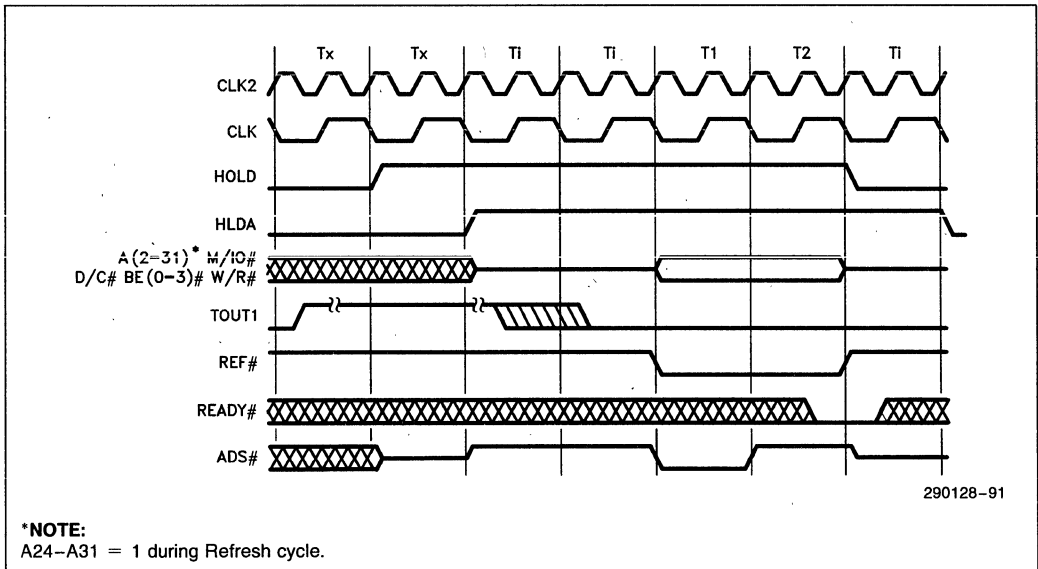 Tx Tx Ti Ti T1 T2 Ti
CLK2
CLK
HOLD
HLDA
A(2-31)* M/IO#
D/C# BE(0-3)# W/R#
TOUT1
REF#
READY#
ADS#
290128-91
*NOTE:
A24-A31 = 1 during Refresh cycle.